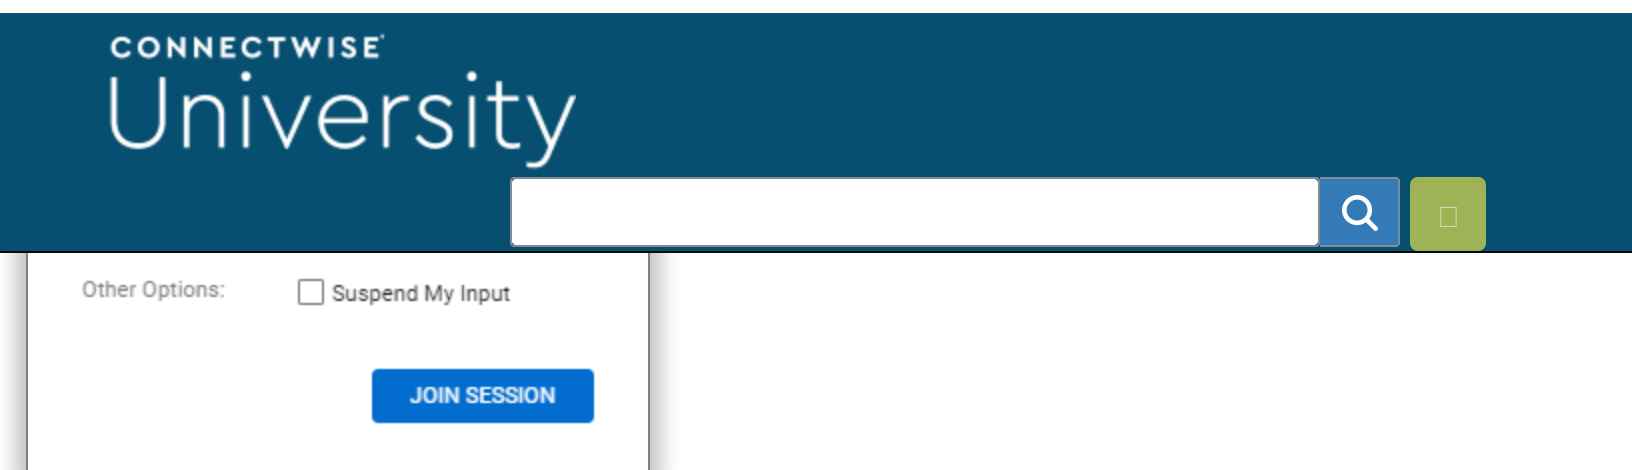 CONNECTWISE
University
Other Options: Suspend My Input
JOIN SESSION